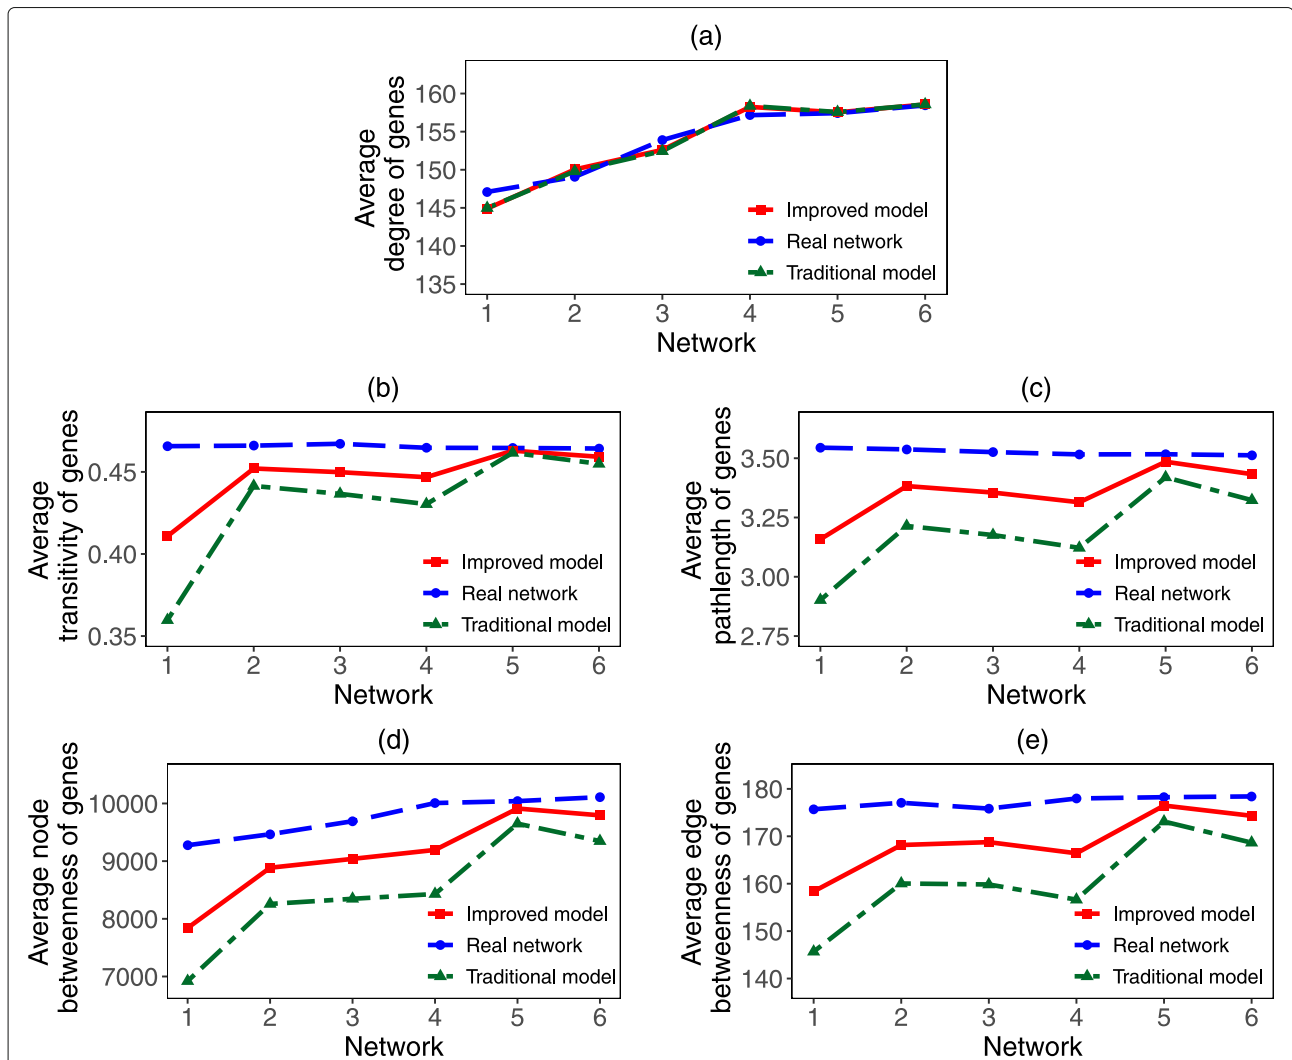 (a)
Average
degree of genes
160
155
150
145
140
135
Improved model
Real network
Traditional model
1 2 3 4 5 6
Network
(b)
Average
transitivity of genes
0.45
0.40
0.35
Improved model
Real network
Traditional model
1 2 3 4 5 6
Network
(c)
Average
pathlength of genes
3.50
3.25
3.00
2.75
Improved model
Real network
Traditional model
1 2 3 4 5 6
Network
(d)
Average node
betweenness of genes
10000
9000
8000
7000
Improved model
Real network
Traditional model
1 2 3 4 5 6
Network
(e)
Average edge
betweenness of genes
180
170
160
150
140
Improved model
Real network
Traditional model
1 2 3 4 5 6
Network